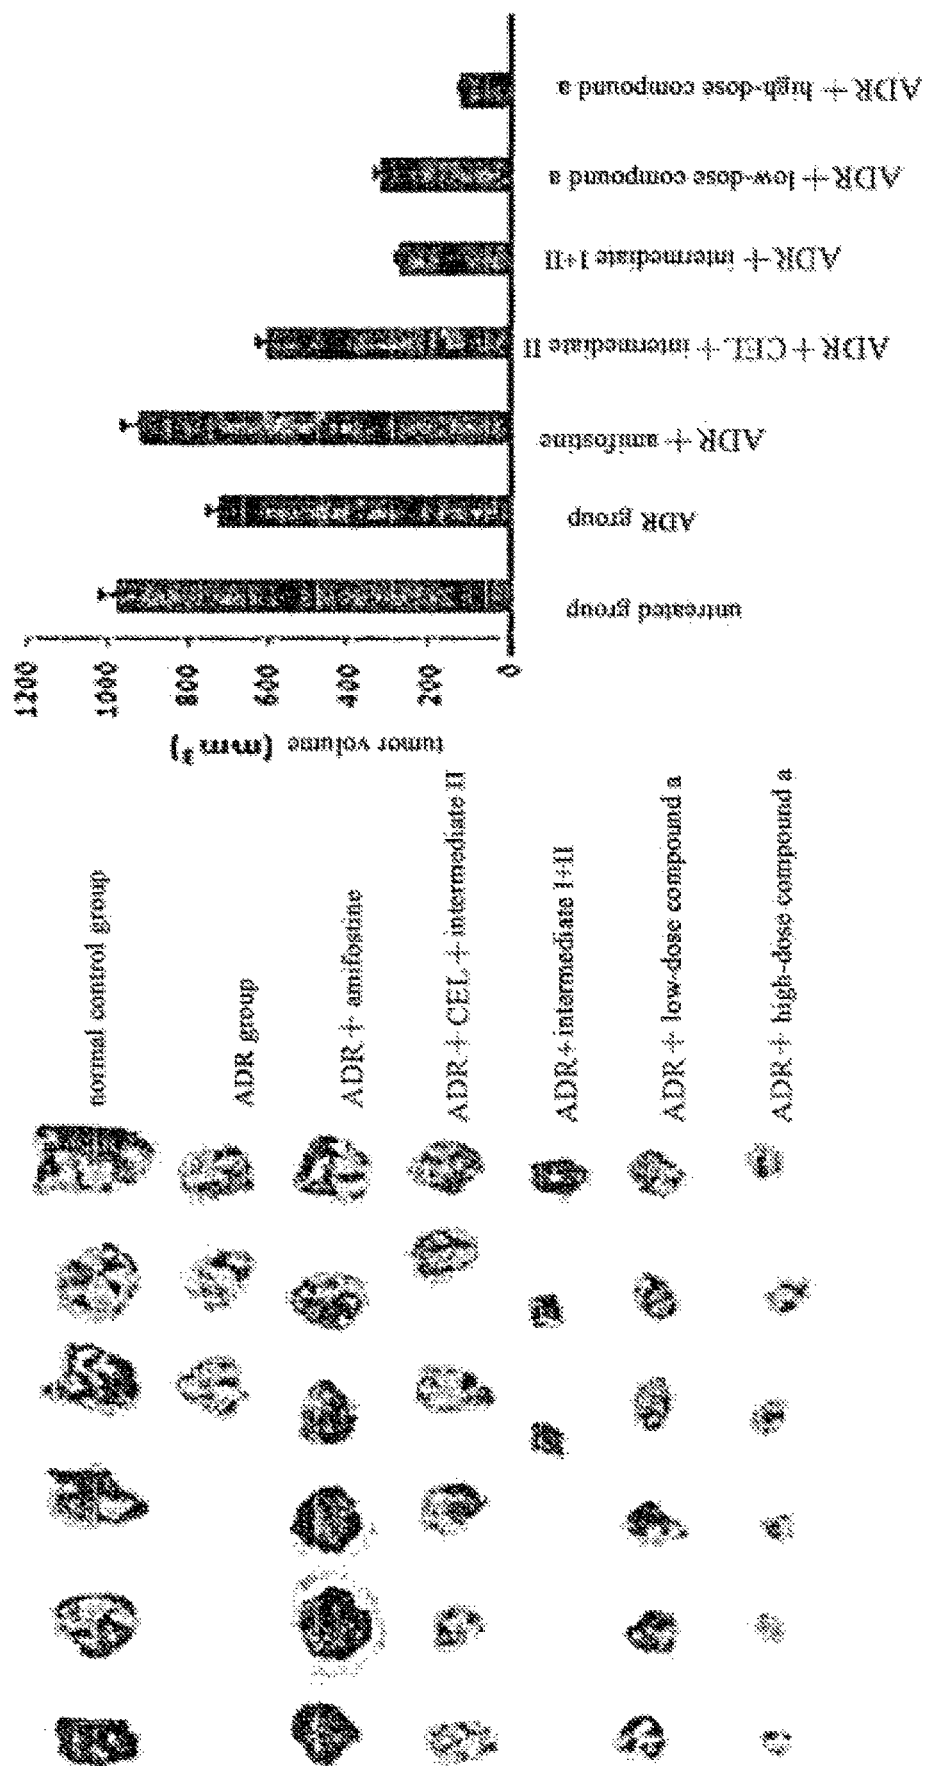 normal control group
ADR group
ADR + amifostine
ADR + CEL + intermediate II
ADR+intermediate I+II
ADR + low-dose compound a
ADR + high-dose compound a
tumor volume (mm³)
1200
1000
800
600
400
200
0
untreated group
ADR group
ADR + amifostine
ADR + CEL + intermediate II
ADR + intermediate I+II
ADR + low-dose compound a
ADR + high-dose compound a